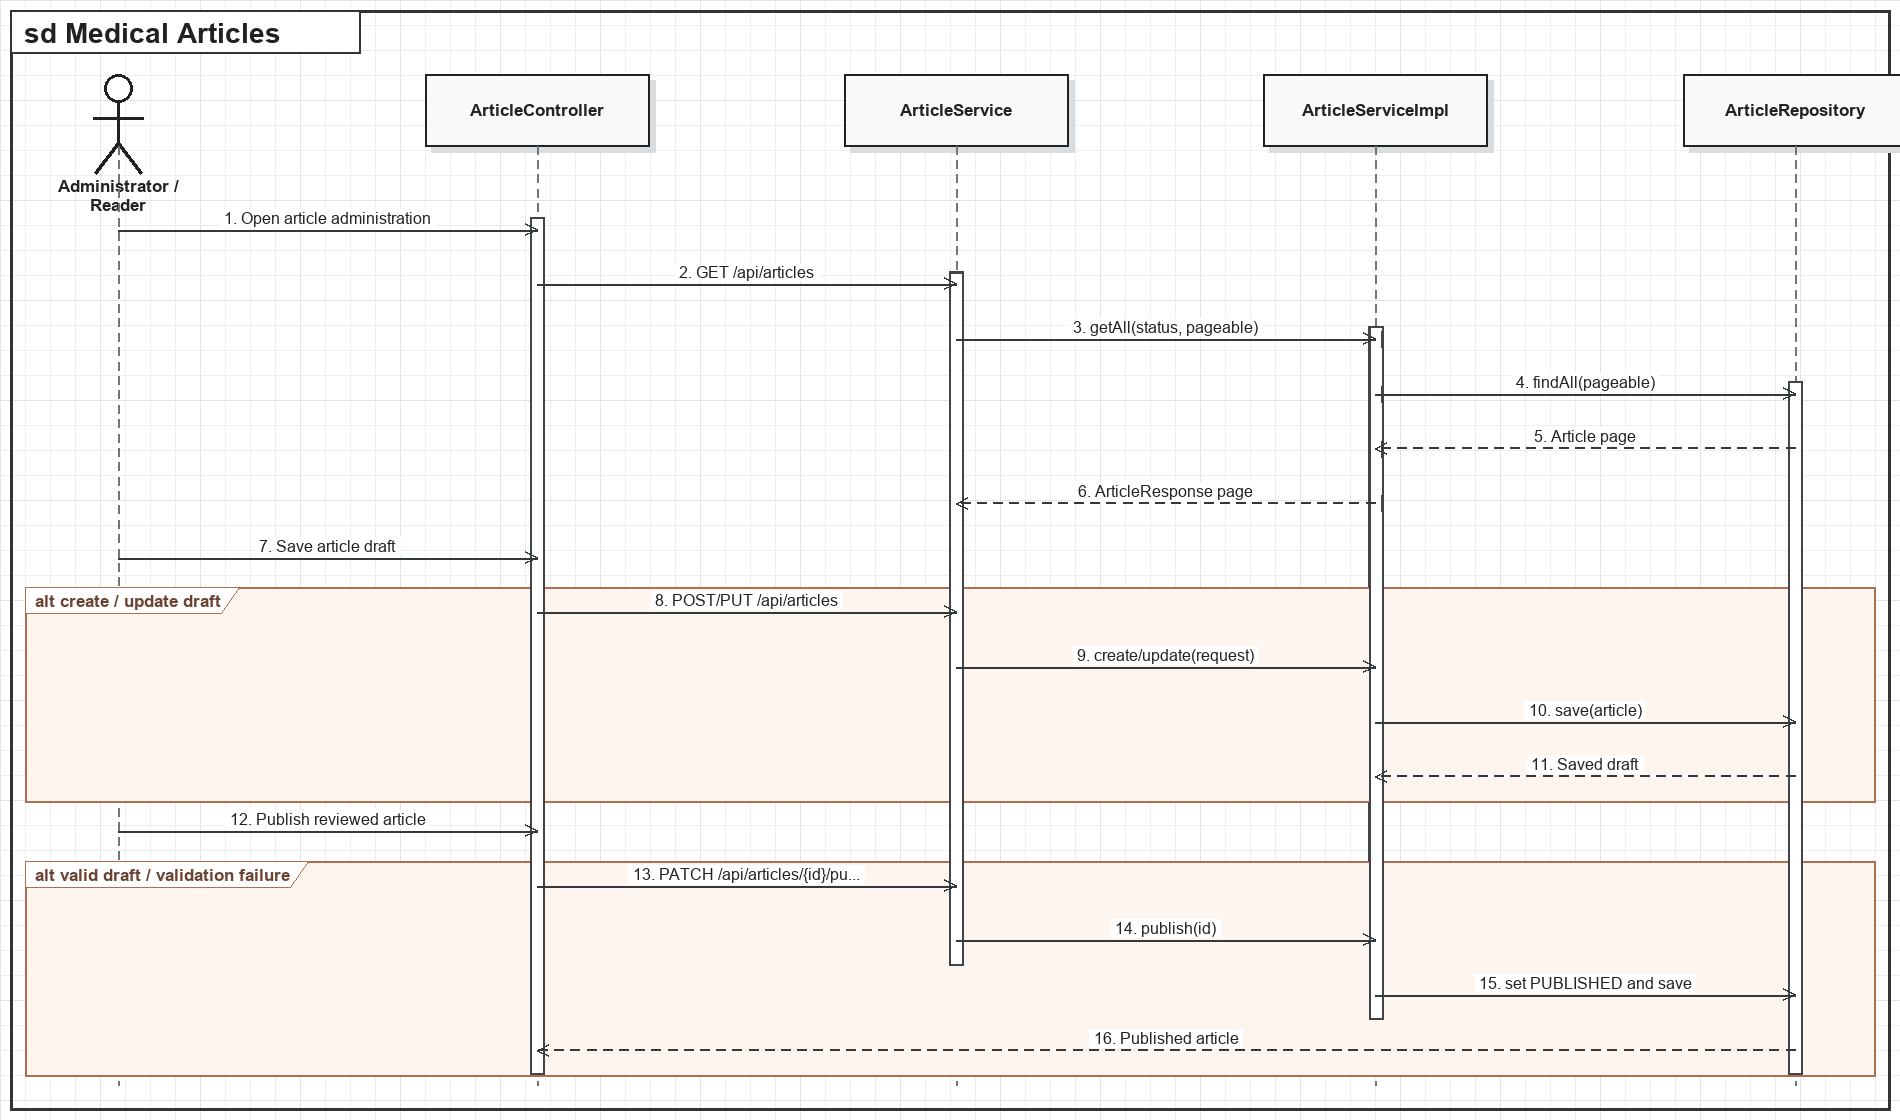 sd Medical Articles
Administrator /
Reader
ArticleController
ArticleService
ArticleServiceImpl
ArticleRepository
1. Open article administration
2. GET /api/articles
3. getAll(status, pageable)
4. findAll(pageable)
5. Article page
6. ArticleResponse page
7. Save article draft
alt create / update draft
8. POST/PUT /api/articles
9. create/update(request)
10. save(article)
11. Saved draft
12. Publish reviewed article
alt valid draft / validation failure
13. PATCH /api/articles/{id}/pu...
14. publish(id)
15. set PUBLISHED and save
16. Published article